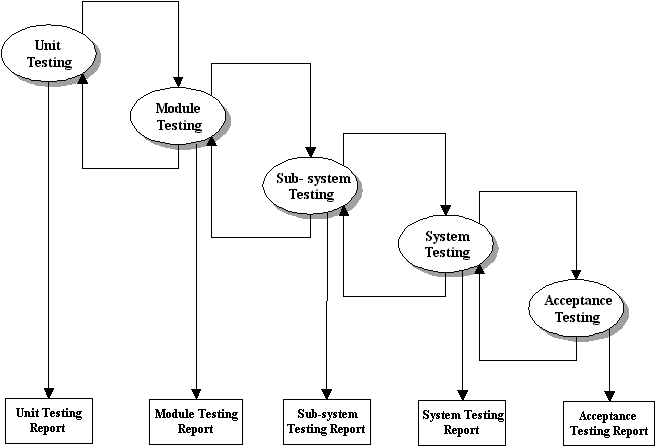 Unit
Testing
Module
Testing
Sub- system
Testing
System
Testing
Acceptance
Testing
Unit Testing
Report
Module Testing
Report
Sub-system
Testing Report
System Testing
Report
Acceptance
Testing Report